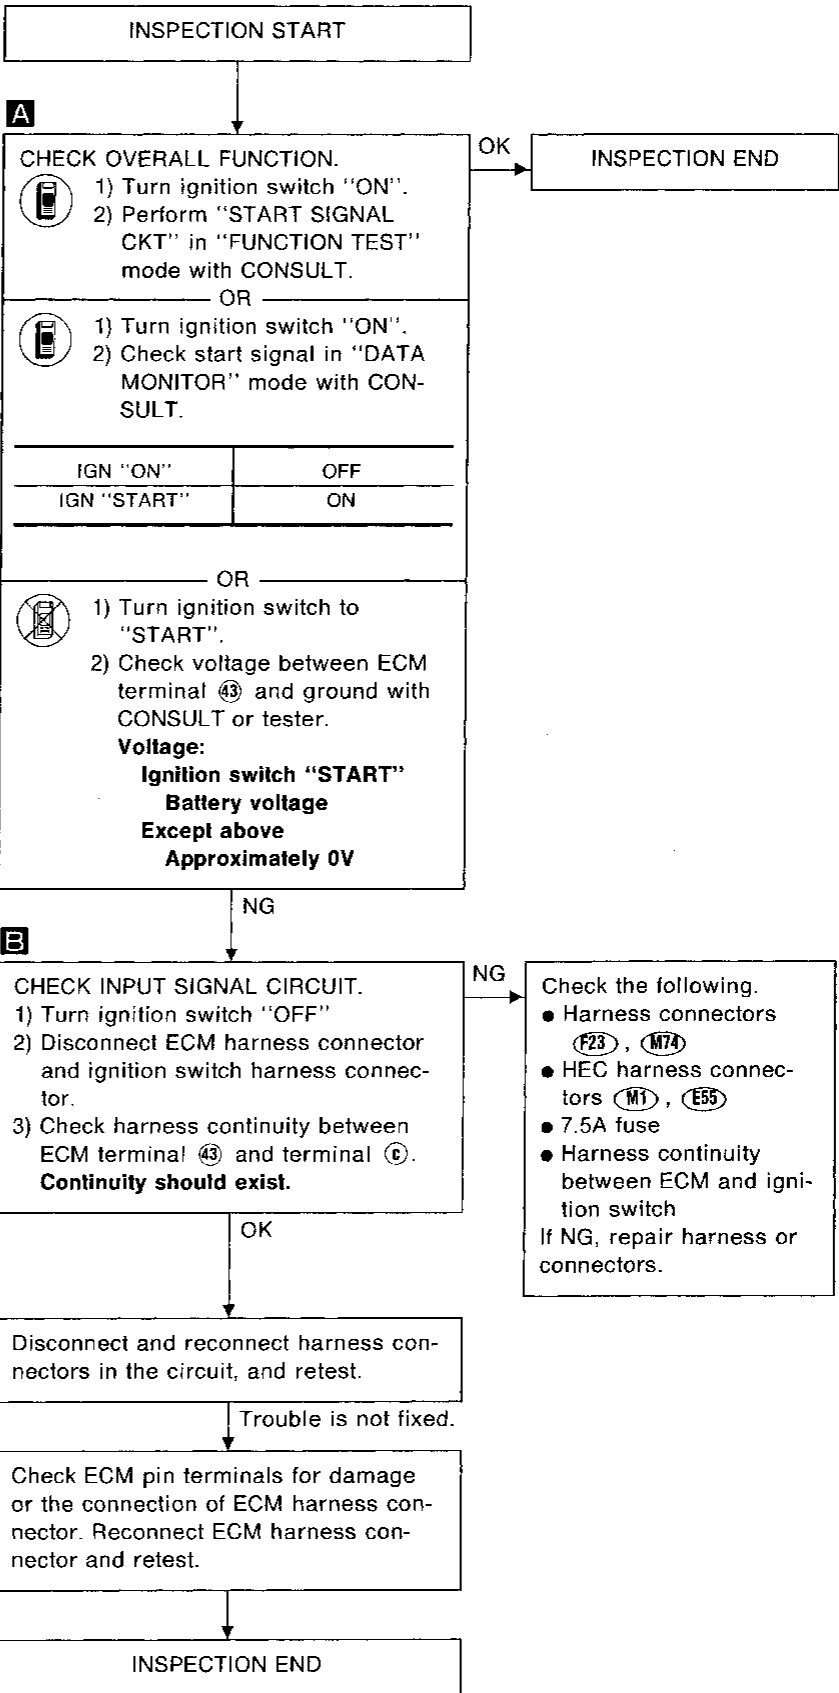 INSPECTION START
A
CHECK OVERALL FUNCTION.
1) Turn ignition switch "ON".
2) Perform "START SIGNAL
CKT" in "FUNCTION TEST"
mode with CONSULT.
OR
1) Turn ignition switch "ON".
2) Check start signal in "DATA
MONITOR" mode with CON-
SULT.
IGN "ON" OFF
IGN "START" ON
OR
1) Turn ignition switch to
"START".
2) Check voltage between ECM
terminal 43 and ground with
CONSULT or tester.
Voltage:
Ignition switch "START"
Battery voltage
Except above
Approximately 0V
OK
INSPECTION END
NG
B
CHECK INPUT SIGNAL CIRCUIT.
1) Turn ignition switch "OFF"
2) Disconnect ECM harness connector
and ignition switch harness connec-
tor.
3) Check harness continuity between
ECM terminal 43 and terminal c.
Continuity should exist.
NG
Check the following.
● Harness connectors
F23, M74
● HEC harness connec-
tors M1, E55
● 7.5A fuse
● Harness continuity
between ECM and igni-
tion switch
If NG, repair harness or
connectors.
OK
Disconnect and reconnect harness con-
nectors in the circuit, and retest.
Trouble is not fixed.
Check ECM pin terminals for damage
or the connection of ECM harness con-
nector. Reconnect ECM harness con-
nector and retest.
INSPECTION END